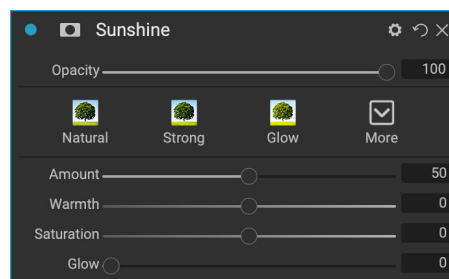 Sunshine
Opacity 100
Natural Strong Glow More
Amount 50
Warmth 0
Saturation 0
Glow 0